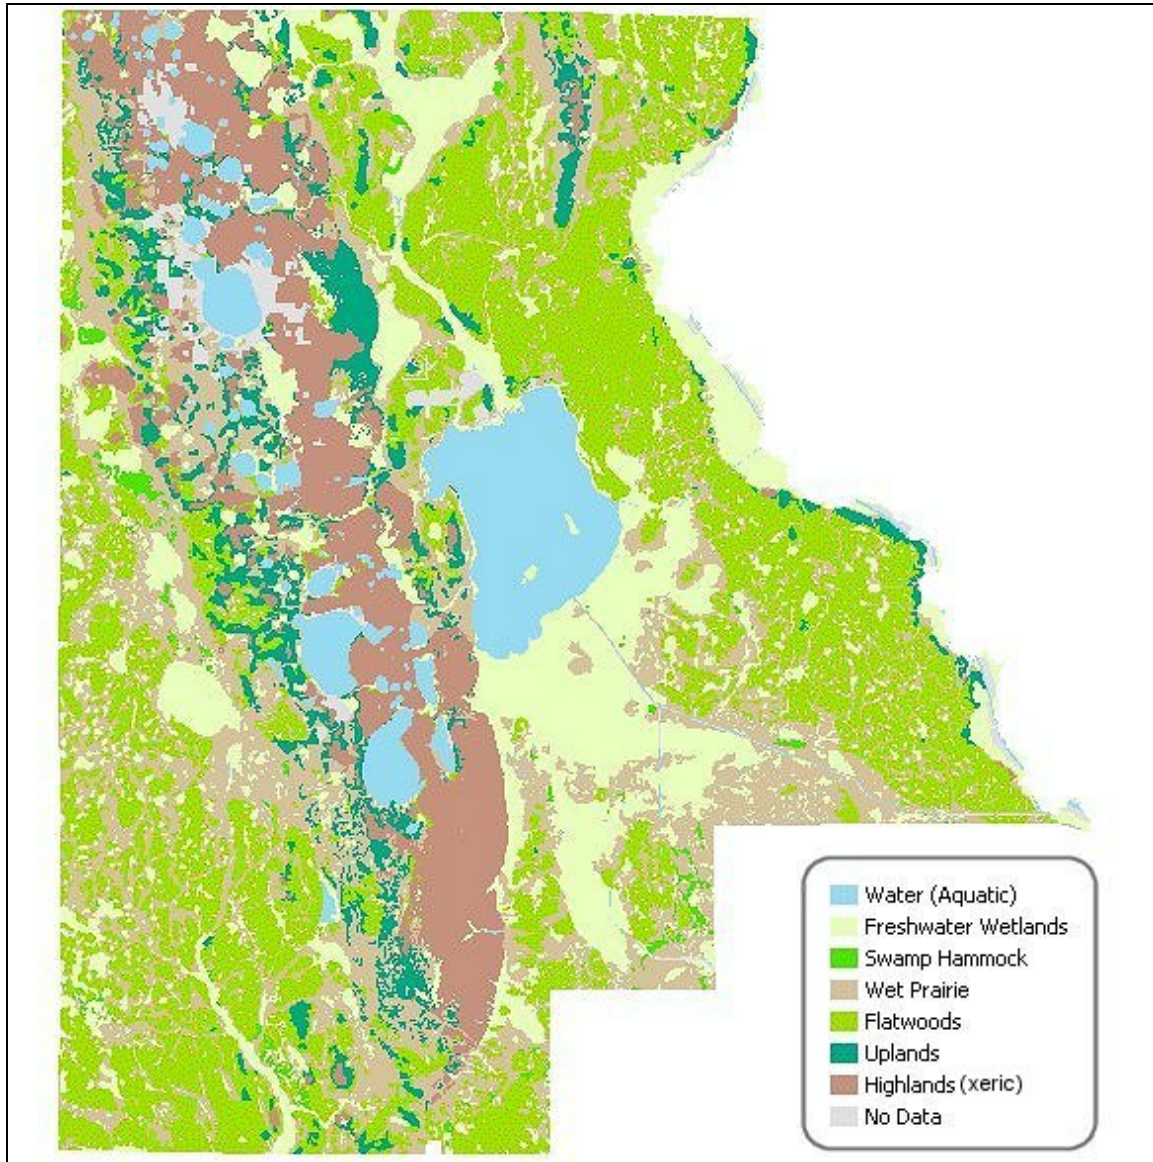 Water (Aquatic)
Freshwater Wetlands
Swamp Hammock
Wet Prairie
Flatwoods
Uplands
Highlands (xeric)
No Data